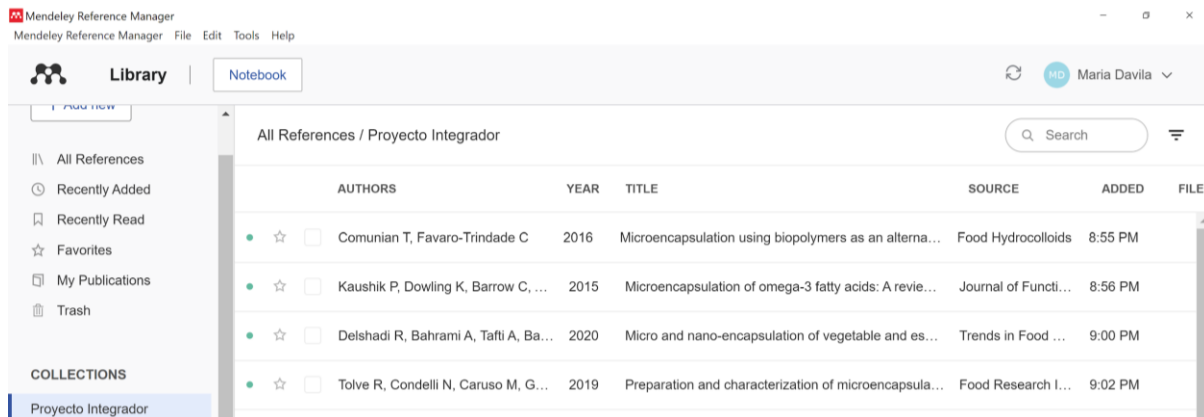 Mendeley Reference Manager
Mendeley Reference Manager File Edit Tools Help
Library Notebook MD Maria Davila
+ Add new
All References / Proyecto Integrador Search
All References
Recently Added
Recently Read
Favorites
My Publications
Trash
COLLECTIONS
Proyecto Integrador
AUTHORS YEAR TITLE SOURCE ADDED FILE
Comunian T, Favaro-Trindade C 2016 Microencapsulation using biopolymers as an alterna... Food Hydrocolloids 8:55 PM
Kaushik P, Dowling K, Barrow C, ... 2015 Microencapsulation of omega-3 fatty acids: A revie... Journal of Functi... 8:56 PM
Delshadi R, Bahrami A, Tafti A, Ba... 2020 Micro and nano-encapsulation of vegetable and es... Trends in Food ... 9:00 PM
Tolve R, Condelli N, Caruso M, G... 2019 Preparation and characterization of microencapsula... Food Research I... 9:02 PM